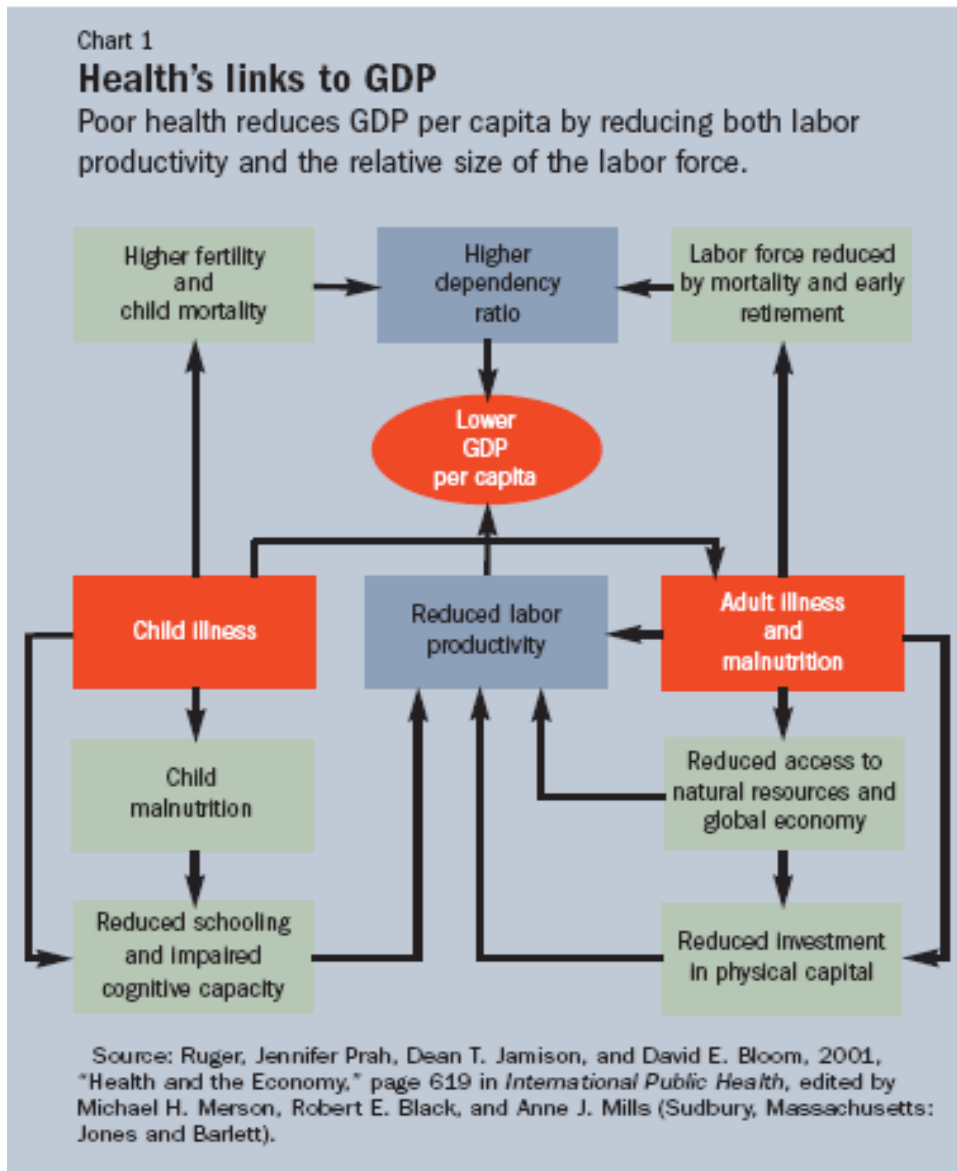 Chart 1
Health's links to GDP
Poor health reduces GDP per capita by reducing both labor
productivity and the relative size of the labor force.
Higher fertility
and
child mortality
Higher
dependency
ratio
Labor force reduced
by mortality and early
retirement
Lower
GDP
per capita
Child illness
Reduced labor
productivity
Adult illness
and
malnutrition
Child
malnutrition
Reduced access to
natural resources and
global economy
Reduced schooling
and impaired
cognitive capacity
Reduced investment
in physical capital
Source: Ruger, Jennifer Prah, Dean T. Jamison, and David E. Bloom, 2001,
"Health and the Economy," page 619 in International Public Health, edited by
Michael H. Merson, Robert E. Black, and Anne J. Mills (Sudbury, Massachusetts:
Jones and Barlett).